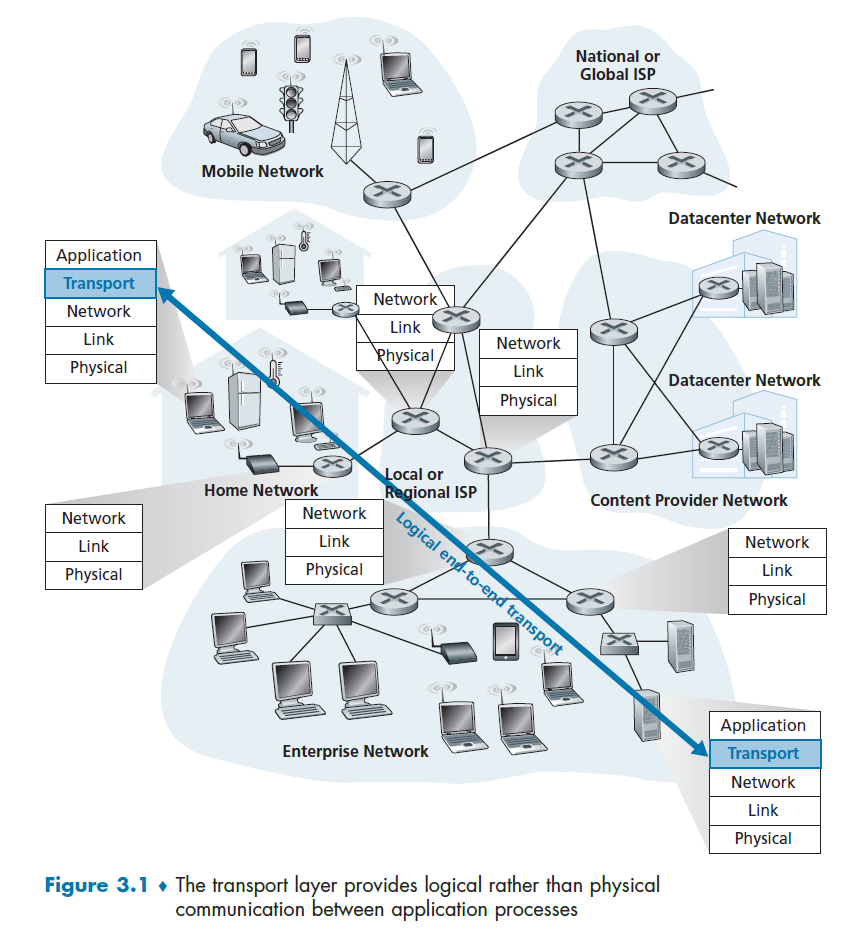 National or
Global ISP
Mobile Network
Datacenter Network
Application
Transport
Network
Link
Physical
Network
Link
Physical
Network
Link
Physical
Datacenter Network
Home Network
Local or
Regional ISP
Content Provider Network
Network
Link
Physical
Network
Link
Physical
Logical end-to-end transport
Network
Link
Physical
Enterprise Network
Application
Transport
Network
Link
Physical
Figure 3.1 ♦ The transport layer provides logical rather than physical
communication between application processes